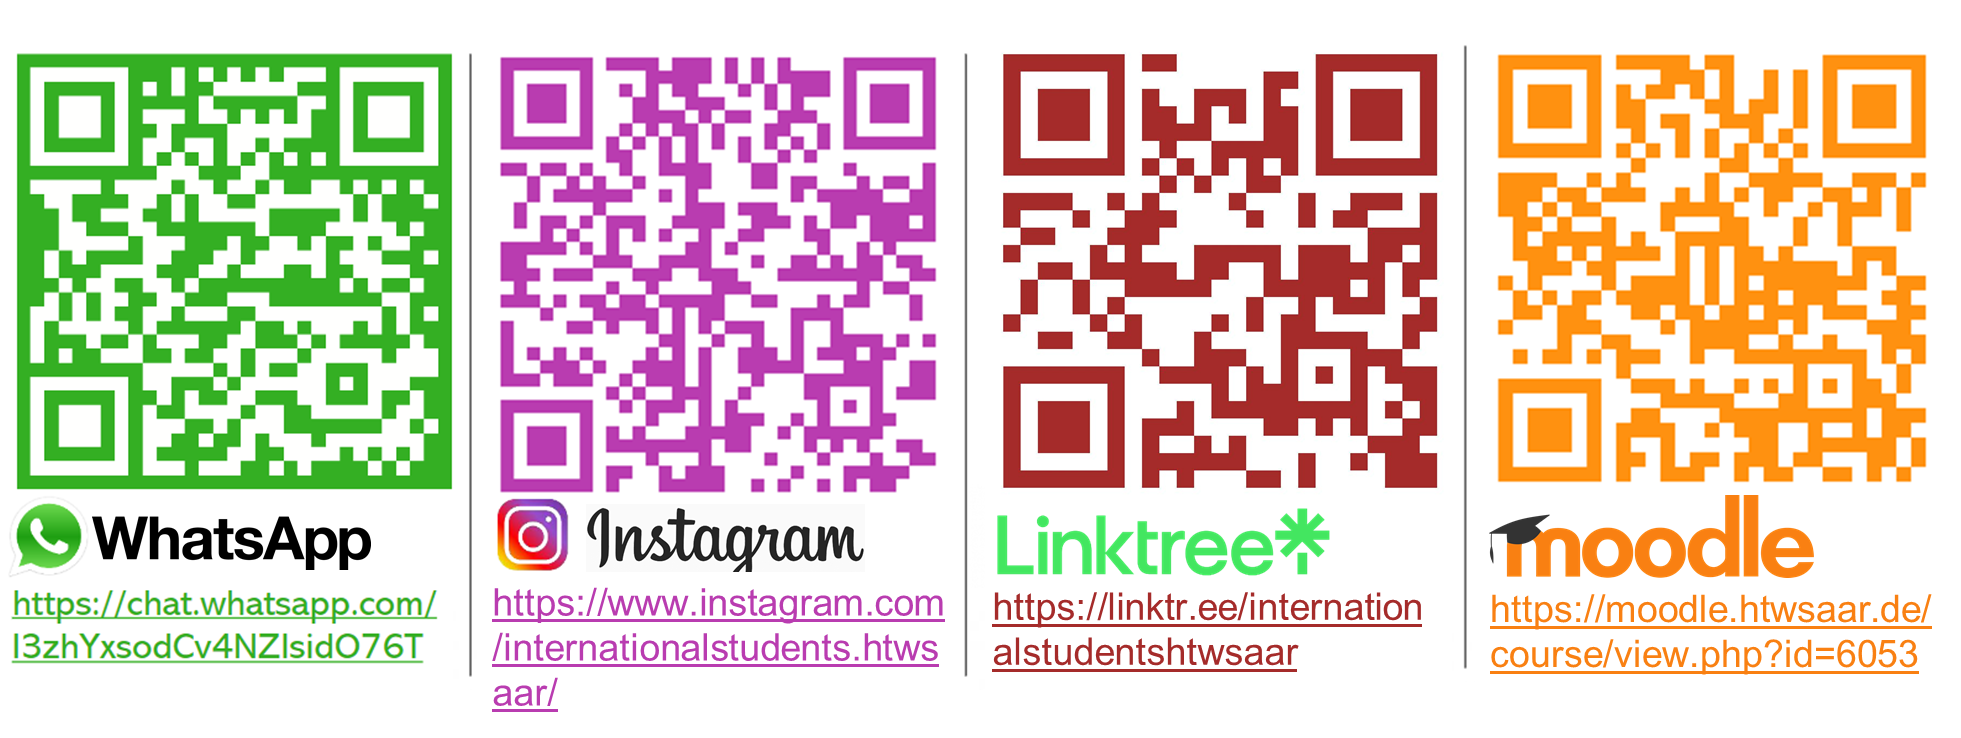 WhatsApp
https://chat.whatsapp.com/
I3zhYxsodCv4NZIsidO76T
Instagram
https://www.instagram.com
/internationalstudents.htws
aar/
Linktree
https://linktr.ee/internation
alstudentshtwsaar
moodle
https://moodle.htwsaar.de/
course/view.php?id=6053